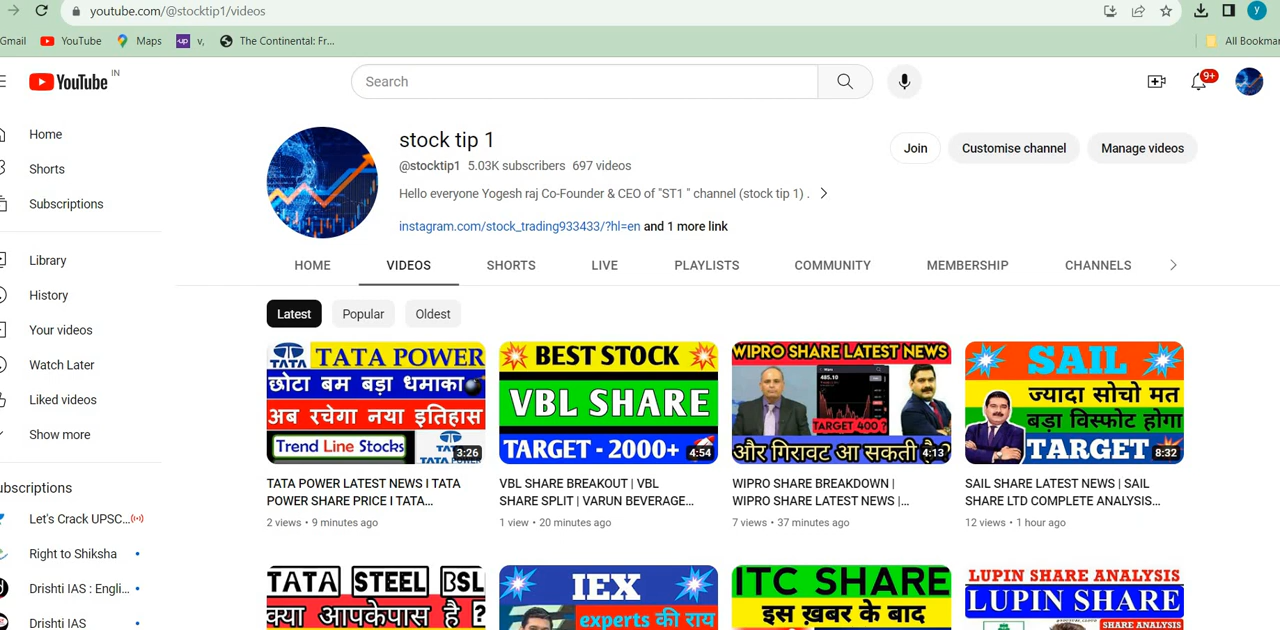 youtube.com/@stocktip1/videos
y
Gmail YouTube Maps up v, The Continental: Fr... All Bookmar
YouTube IN
Search
9+
Home
Shorts
Subscriptions
Library
History
Your videos
Watch Later
Liked videos
Show more
ubscriptions
Let's Crack UPSC...
Right to Shiksha
Drishti IAS : Engli...
Drishti IAS
stock tip 1
@stocktip1 5.03K subscribers 697 videos
Hello everyone Yogesh raj Co-Founder & CEO of "ST1 " channel (stock tip 1) .
instagram.com/stock_trading933433/?hl=en and 1 more link
Join Customise channel Manage videos
HOME VIDEOS SHORTS LIVE PLAYLISTS COMMUNITY MEMBERSHIP CHANNELS
Latest Popular Oldest
TATA TATA POWER
छोटा बम बड़ा धमाका
अब रचेगा नया इतिहास
Trend Line Stocks
TATA
3:26
TATA POWER LATEST NEWS I TATA
POWER SHARE PRICE I TATA...
2 views • 9 minutes ago
BEST STOCK
VBL SHARE
TARGET - 2000+
4:54
VBL SHARE BREAKOUT | VBL
SHARE SPLIT | VARUN BEVERAGE...
1 view • 20 minutes ago
WIPRO SHARE LATEST NEWS
485.10
TARGET 400 ?
और गिरावट आ सकती है ?
4:13
WIPRO SHARE BREAKDOWN |
WIPRO SHARE LATEST NEWS |...
7 views • 37 minutes ago
SAIL
ज्यादा सोचो मत
बड़ा विस्फोट होगा
TARGET
8:32
SAIL SHARE LATEST NEWS | SAIL
SHARE LTD COMPLETE ANALYSIS...
12 views • 1 hour ago
TATA STEEL BSL
क्या आपकेपास है ?
IEX
experts की राय
ITC SHARE
इस ख़बर के बाद
LUPIN SHARE ANALYSIS
LUPIN SHARE
SHARE ANALYSIS